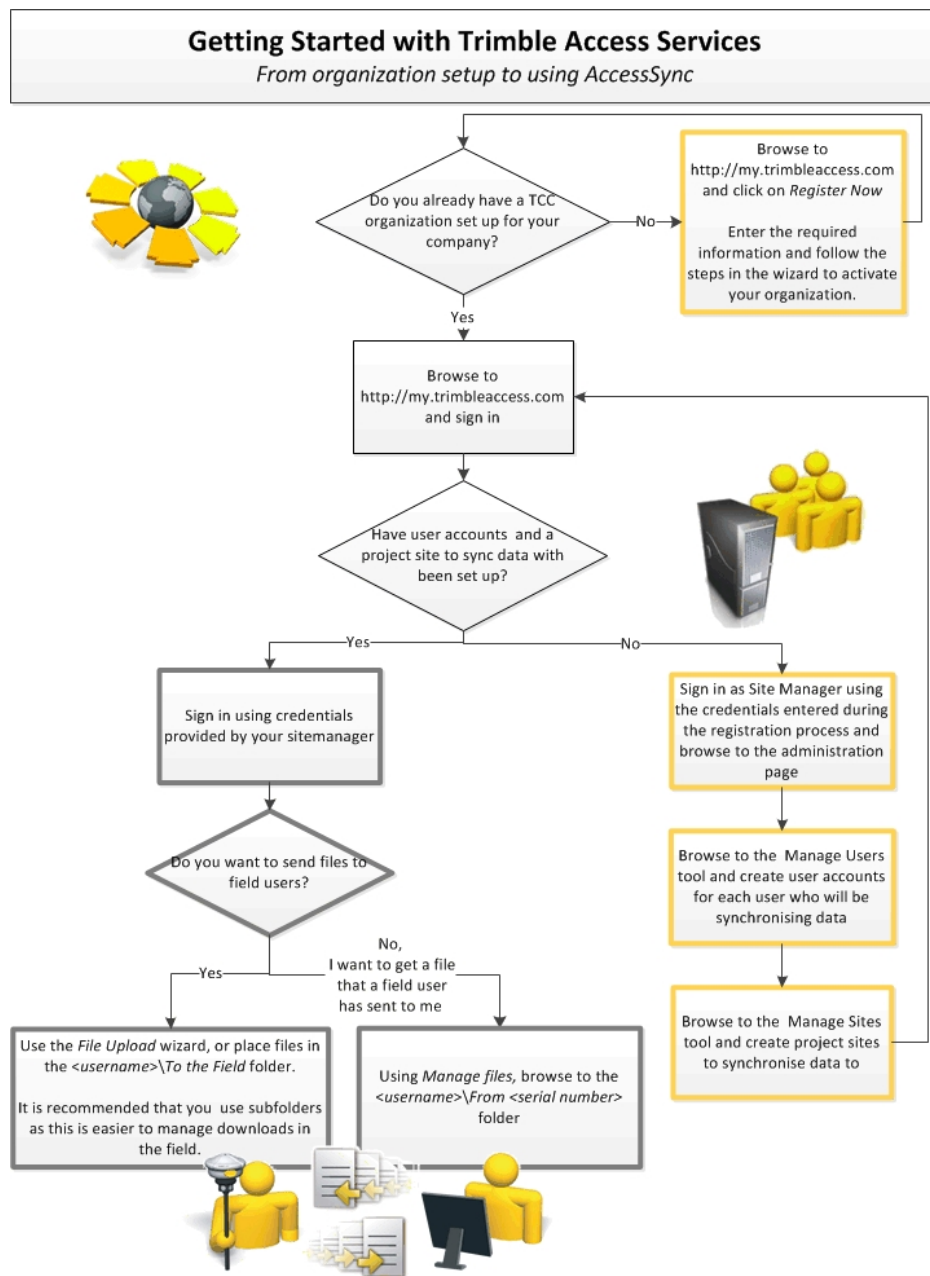 Getting Started with Trimble Access Services
From organization setup to using AccessSync
Do you already have a TCC
organization set up for your
company?
No
Browse to
http://my.trimbleaccess.com
and click on Register Now
Enter the required
information and follow the
steps in the wizard to activate
your organization.
Yes
Browse to
http://my.trimbleaccess.com
and sign in
Have user accounts and a
project site to sync data with
been set up?
Yes
No
Sign in using credentials
provided by your sitemanager
Sign in as Site Manager using
the credentials entered during
the registration process and
browse to the administration
page
Do you want to send files to
field users?
Browse to the Manage Users
tool and create user accounts
for each user who will be
synchronising data
Yes
No,
I want to get a file
that a field user
has sent to me
Browse to the Manage Sites
tool and create project sites
to synchronise data to
Use the File Upload wizard, or place files in
the <username>\To the Field folder.
It is recommended that you use subfolders
as this is easier to manage downloads in
the field.
Using Manage files, browse to the
<username>\From <serial number>
folder